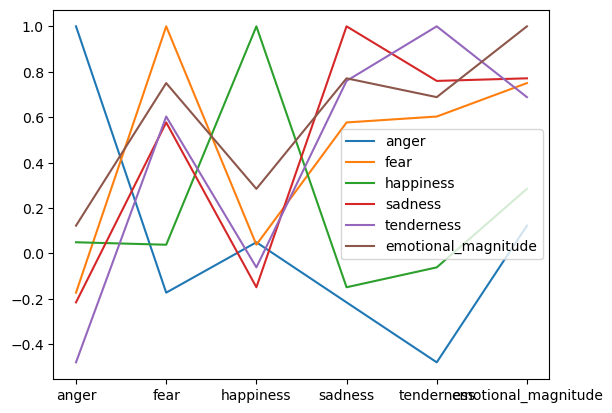 1.0
0.8
0.6
0.4
0.2
0.0
−0.2
−0.4
anger
fear
happiness
sadness
tenderness
emotional_magnitude
anger
fear
happiness
sadness
tenderness
emotional_magnitude